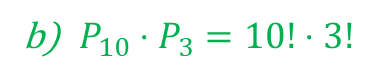 b) P₁₀ · P₃ = 10! · 3!